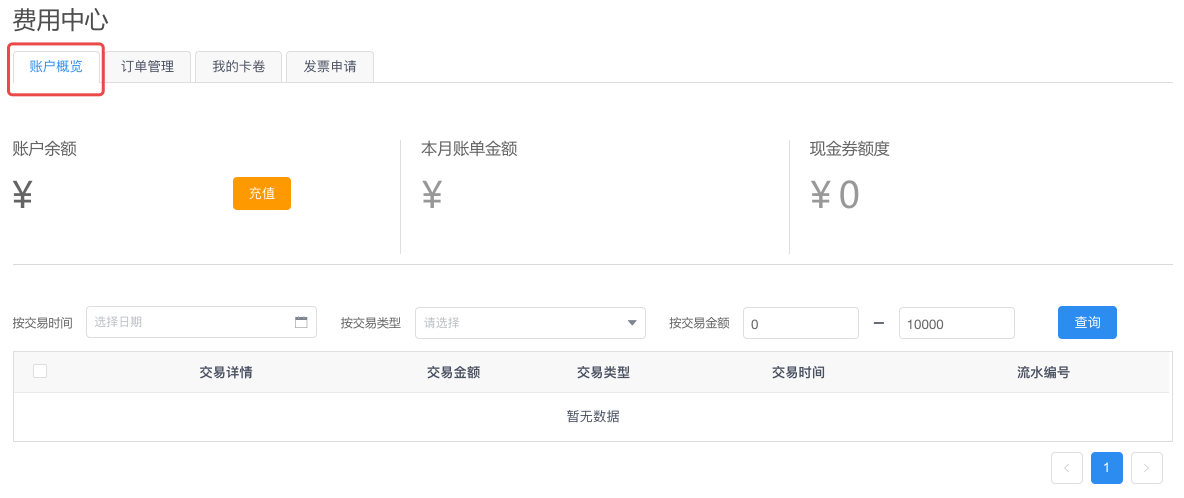 费用中心
账户概览 订单管理 我的卡卷 发票申请
账户余额 本月账单金额 现金券额度
¥ 充值 ¥ ¥ 0
按交易时间 选择日期 按交易类型 请选择 按交易金额 0 – 10000 查询
交易详情 交易金额 交易类型 交易时间 流水编号
暂无数据
< 1 >